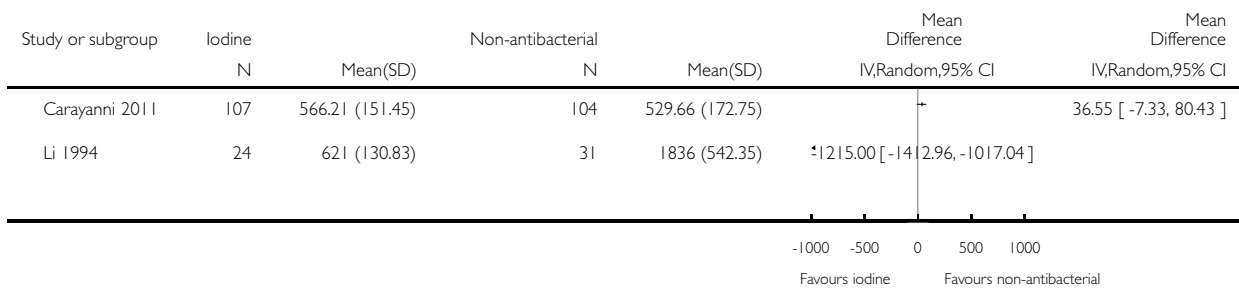 Mean Mean
Study or subgroup Iodine Non-antibacterial Difference Difference
N Mean(SD) N Mean(SD) IV,Random,95% CI IV,Random,95% CI
Carayanni 2011 107 566.21 (151.45) 104 529.66 (172.75) 36.55 [ -7.33, 80.43 ]
Li 1994 24 621 (130.83) 31 1836 (542.35) -1215.00 [ -1412.96, -1017.04 ]
-1000 -500 0 500 1000
Favours iodine Favours non-antibacterial